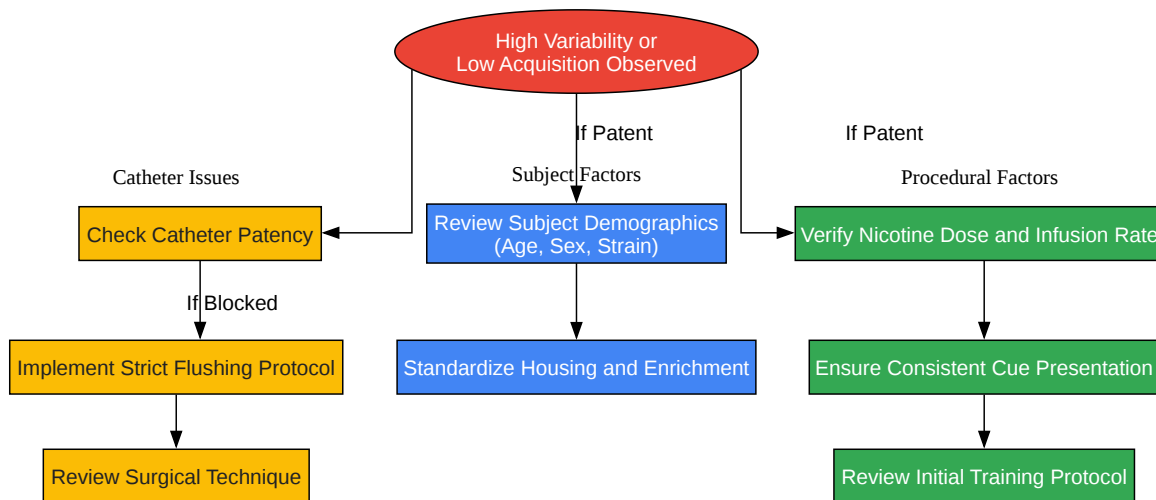 High Variability or
Low Acquisition Observed
If Patent
If Patent
Catheter Issues
Subject Factors
Procedural Factors
Check Catheter Patency
Review Subject Demographics
(Age, Sex, Strain)
Verify Nicotine Dose and Infusion Rate
If Blocked
Implement Strict Flushing Protocol
Standardize Housing and Enrichment
Ensure Consistent Cue Presentation
Review Surgical Technique
Review Initial Training Protocol